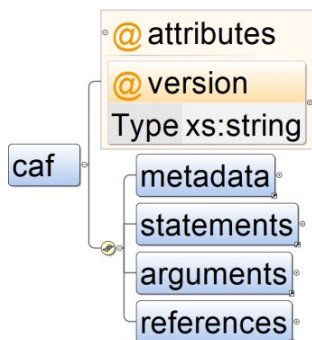 @ attributes
@ version
Type xs:string
caf
metadata
statements
arguments
references